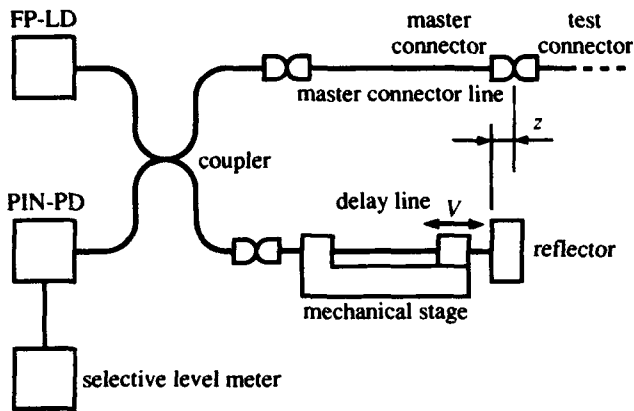 FP-LD
master
connector
test
connector
master connector line
z
coupler
PIN-PD
delay line
V
reflector
mechanical stage
selective level meter